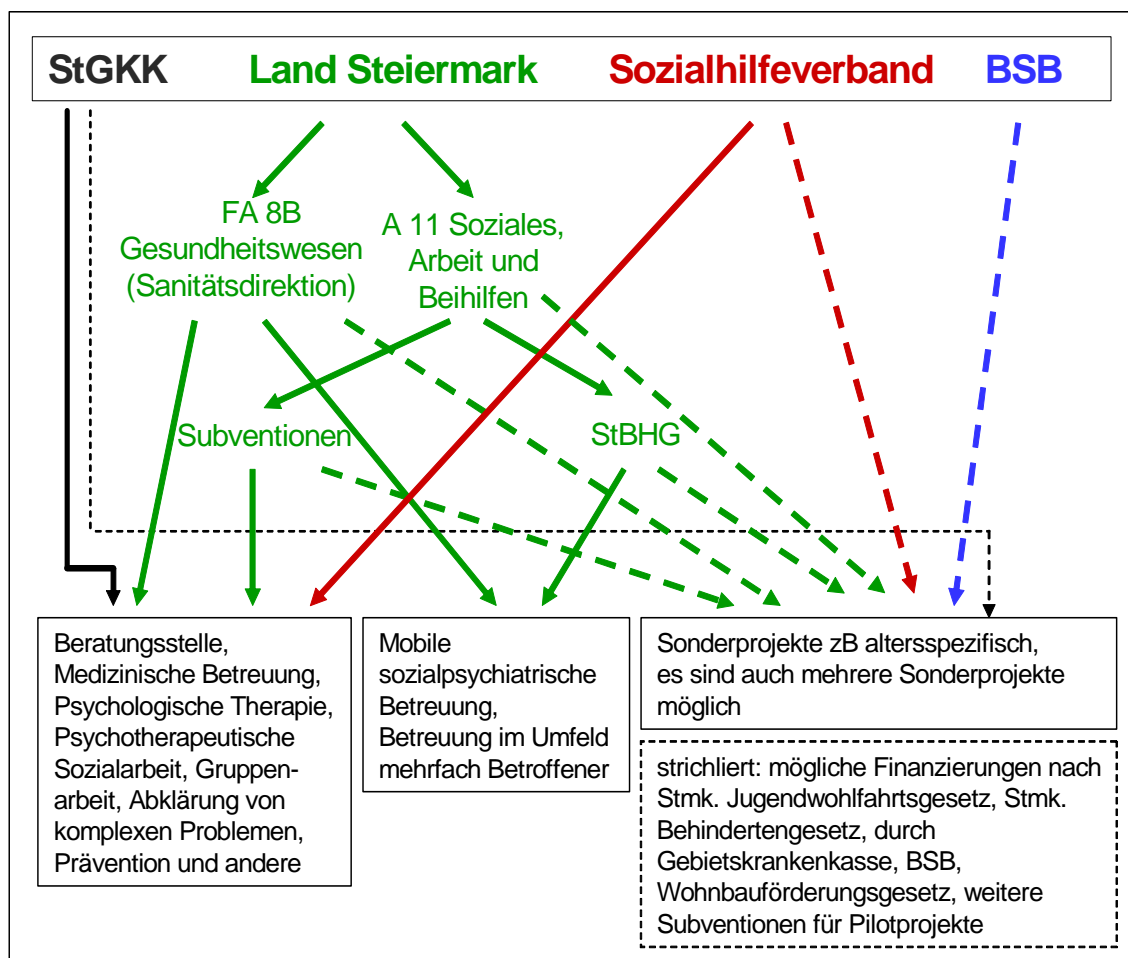 StGKK Land Steiermark Sozialhilfeverband BSB
FA 8B
Gesundheitswesen
(Sanitätsdirektion)
A 11 Soziales,
Arbeit und
Beihilfen
Subventionen
StBHG
Beratungsstelle,
Medizinische Betreuung,
Psychologische Therapie,
Psychotherapeutische
Sozialarbeit, Gruppen-
arbeit, Abklärung von
komplexen Problemen,
Prävention und andere
Mobile
sozialpsychiatrische
Betreuung,
Betreuung im Umfeld
mehrfach Betroffener
Sonderprojekte zB altersspezifisch,
es sind auch mehrere Sonderprojekte
möglich
strichliert: mögliche Finanzierungen nach
Stmk. Jugendwohlfahrtsgesetz, Stmk.
Behindertengesetz, durch
Gebietskrankenkasse, BSB,
Wohnbauförderungsgesetz, weitere
Subventionen für Pilotprojekte